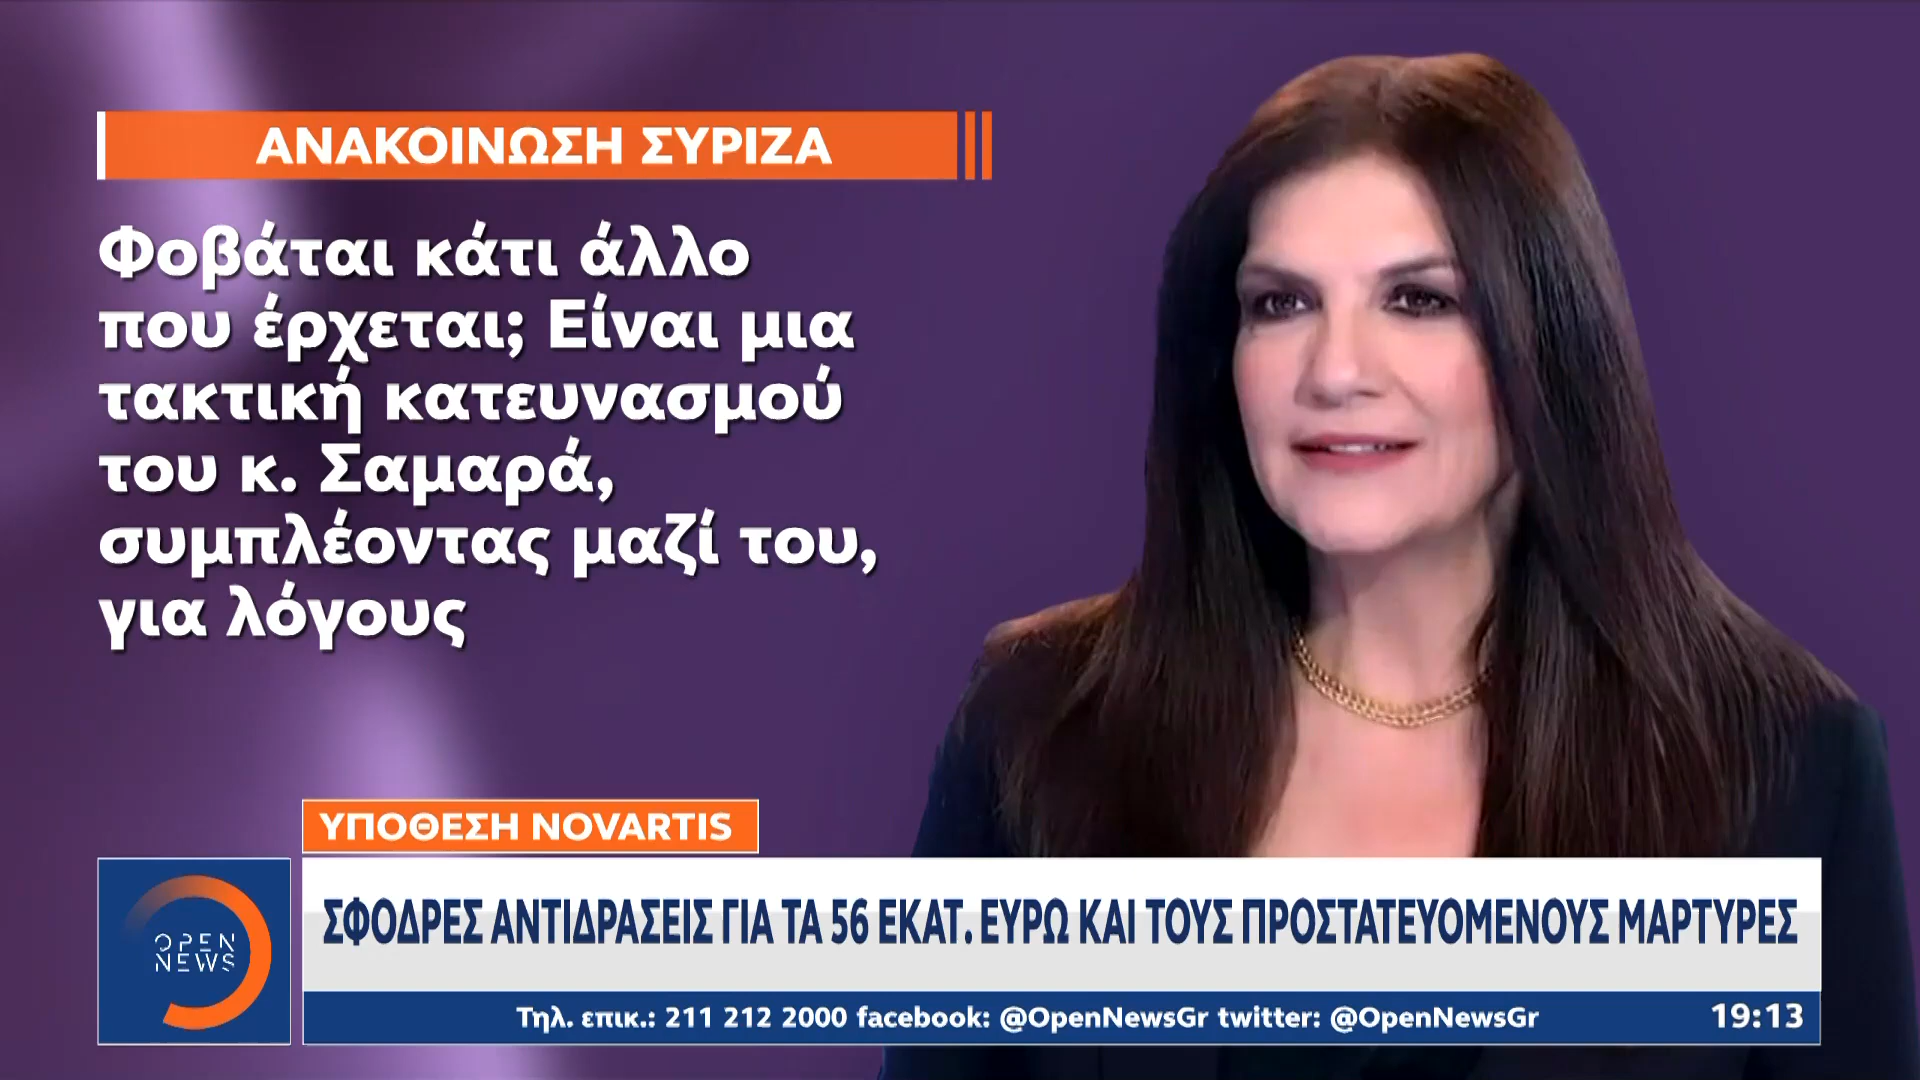 ΑΝΑΚΟΙΝΩΣΗ ΣΥΡΙΖΑ
Φοβάται κάτι άλλο
που έρχεται; Είναι μια
τακτική κατευνασμού
του κ. Σαμαρά,
συμπλέοντας μαζί του,
για λόγους
ΥΠΟΘΕΣΗ NOVARTIS
ΣΦΟΔΡΕΣ ΑΝΤΙΔΡΑΣΕΙΣ ΓΙΑ ΤΑ 56 ΕΚΑΤ. ΕΥΡΩ ΚΑΙ ΤΟΥΣ ΠΡΟΣΤΑΤΕΥΟΜΕΝΟΥΣ ΜΑΡΤΥΡΕΣ
OPEN
NEWS
Τηλ. επικ.: 211 212 2000 facebook: @OpenNewsGr twitter: @OpenNewsGr 19:13